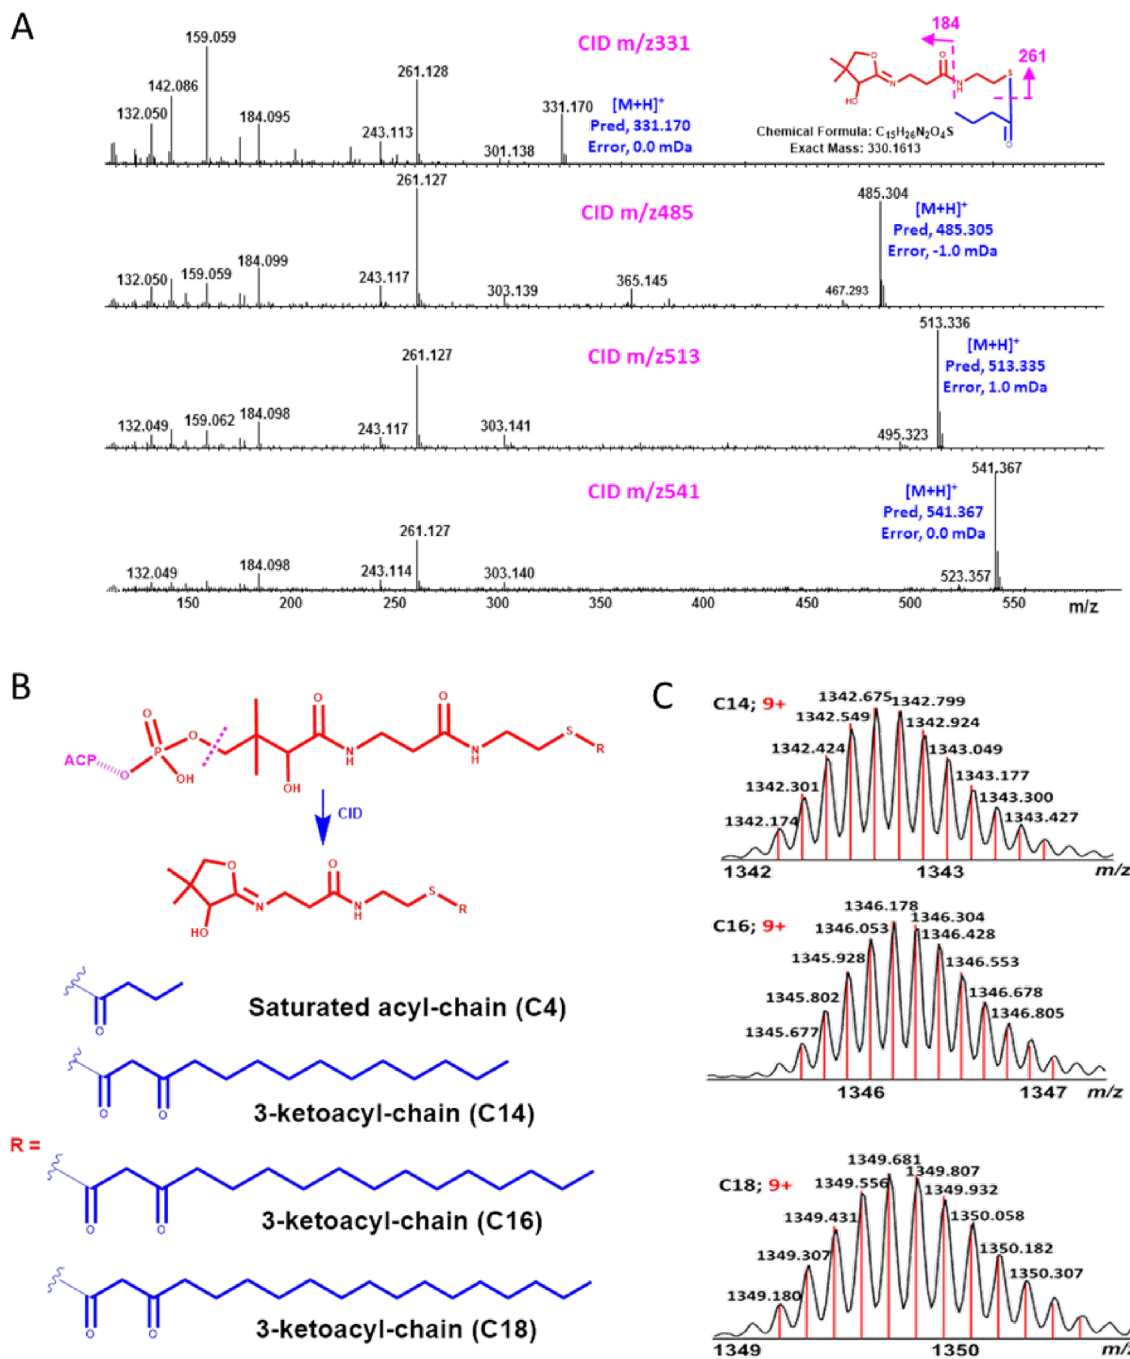 A
CID m/z331
159.059
142.086
132.050
184.095
261.128
243.113
301.138
331.170
[M+H]⁺
Pred, 331.170
Error, 0.0 mDa
184
261
O
HO
N
O
N
H
S
O
Chemical Formula: C₁₅H₂₆N₂O₄S
Exact Mass: 330.1613
CID m/z485
261.127
132.050
159.059
184.099
243.117
303.139
365.145
467.293
485.304
[M+H]⁺
Pred, 485.305
Error, -1.0 mDa
CID m/z513
261.127
132.049
159.062
184.098
243.117
303.141
495.323
513.336
[M+H]⁺
Pred, 513.335
Error, 1.0 mDa
CID m/z541
261.127
132.049
184.098
243.114
303.140
523.357
541.367
[M+H]⁺
Pred, 541.367
Error, 0.0 mDa
150 200 250 300 350 400 450 500 550 m/z
B
ACP
O
P
O
OH
O
OH
O
N
H
O
N
H
S
R
CID
O
HO
N
O
NH
S
R
R =
O
Saturated acyl-chain (C4)
O O
3-ketoacyl-chain (C14)
O O
3-ketoacyl-chain (C16)
O O
3-ketoacyl-chain (C18)
C
C14; 9+
1342.174
1342.301
1342.424
1342.549
1342.675
1342.799
1342.924
1343.049
1343.177
1343.300
1343.427
1342 1343 m/z
C16; 9+
1345.677
1345.802
1345.928
1346.053
1346.178
1346.304
1346.428
1346.553
1346.678
1346.805
1346 1347 m/z
C18; 9+
1349.180
1349.307
1349.431
1349.556
1349.681
1349.807
1349.932
1350.058
1350.182
1350.307
1349 1350 m/z